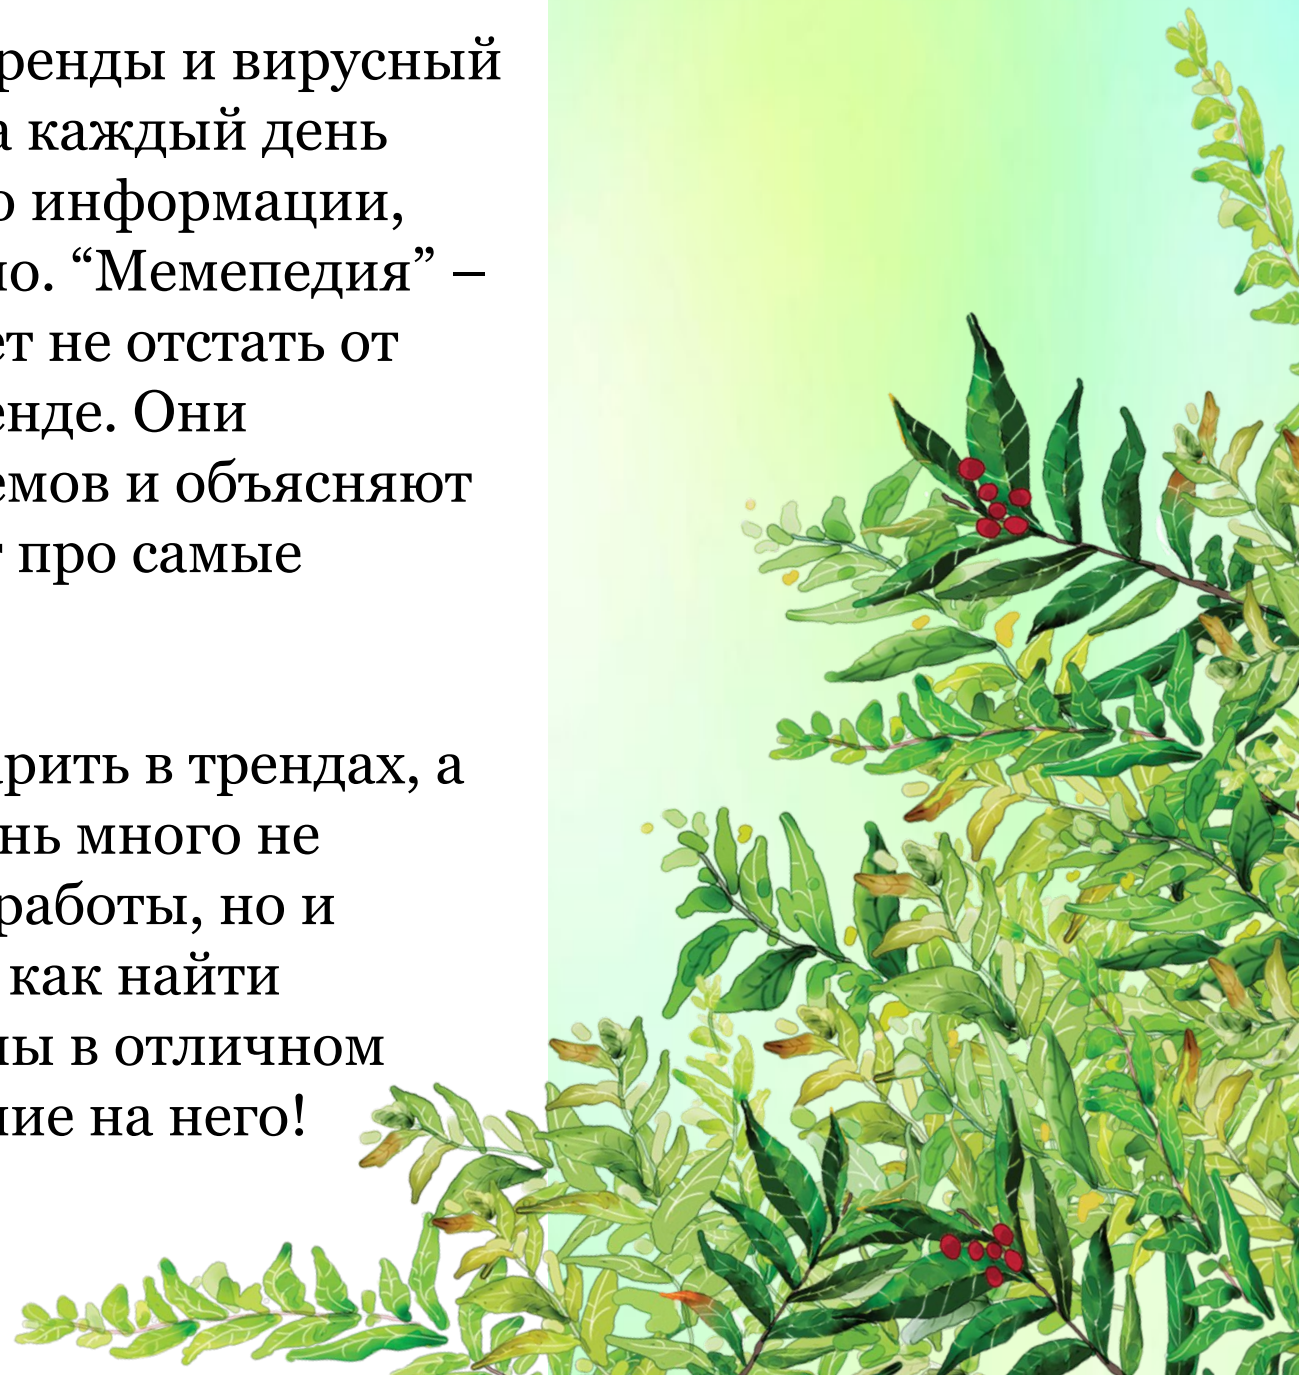 ренды и вирусный
а каждый день
о информации,
но. “Мемепедия” –
ет не отстать от
енде. Они
емов и объясняют
т про самые
арить в трендах, а
нь много не
работы, но и
как найти
ны в отличном
ние на него!